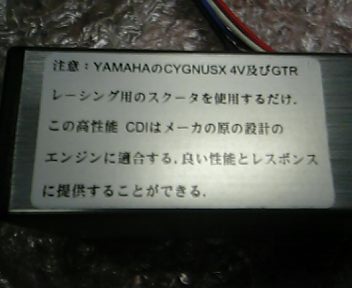 注意：YAMAHAのCYGNUSX 4V及びGTR
レーシング用のスクータを使用するだけ.
この高性能 CDIはメーカの原の設計の
エンジンに適合する.良い性能とレスポンス
に提供することができる.